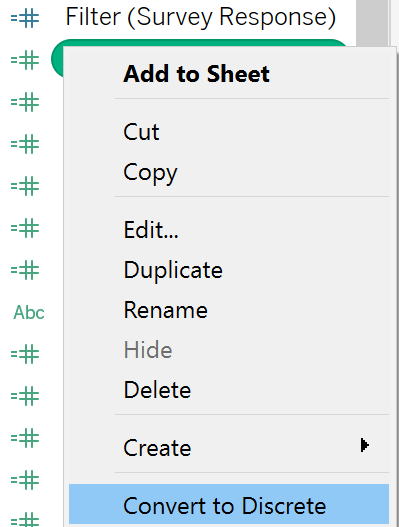 Filter (Survey Response)
Add to Sheet
Cut
Copy
Edit...
Duplicate
Rename
Abc
Hide
Delete
Create
Convert to Discrete